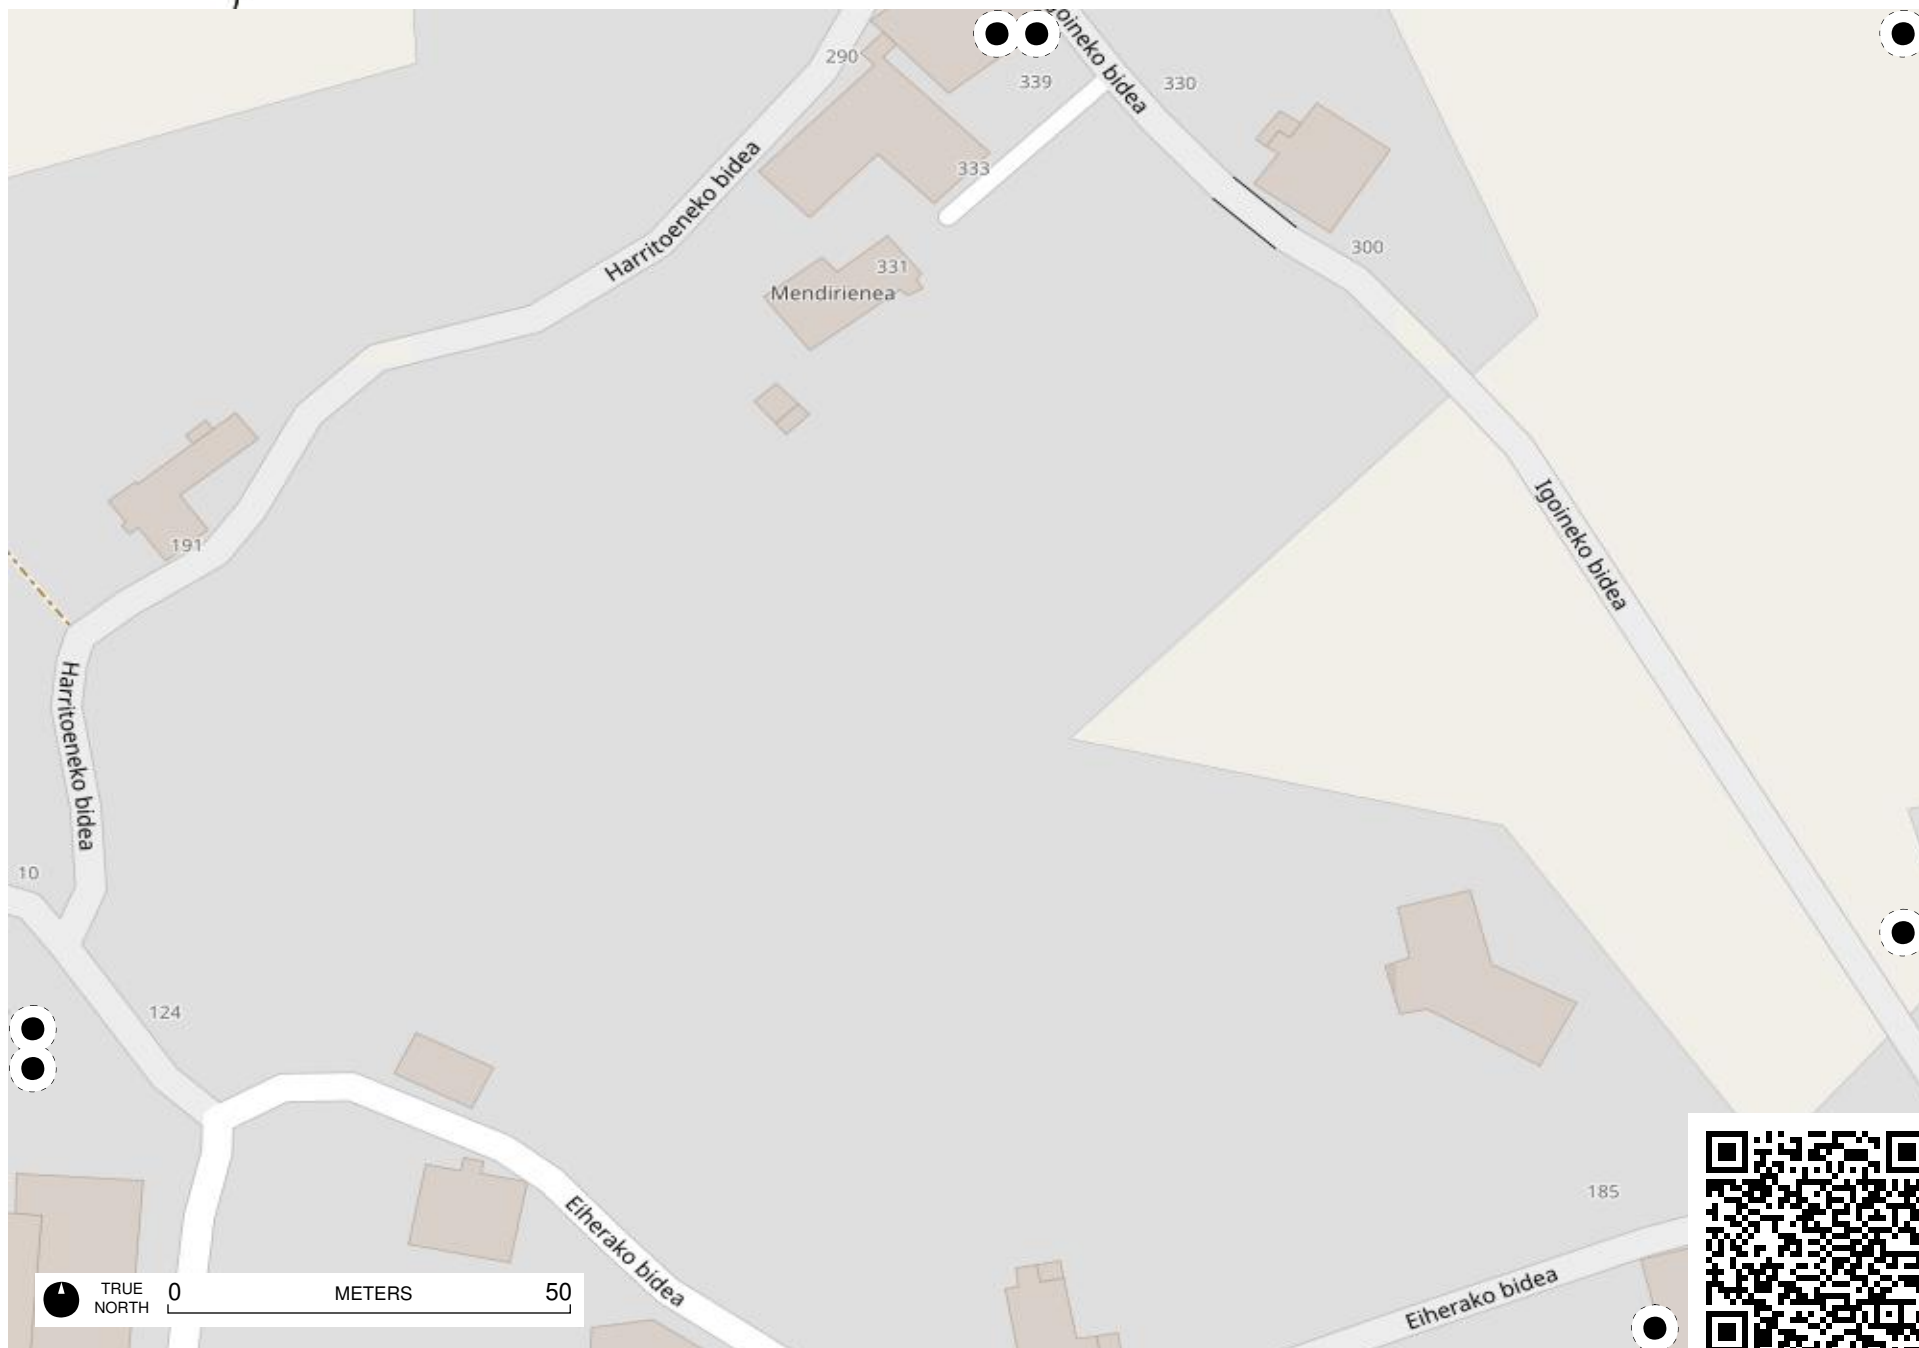 Igoineko bidea
290
339
330
333
Harritoeneko bidea
300
331
Mendirienea
191
Igoineko bidea
Harritoeneko bidea
10
124
185
Eiherako bidea
Eiherako bidea
TRUE NORTH
0 METERS 50